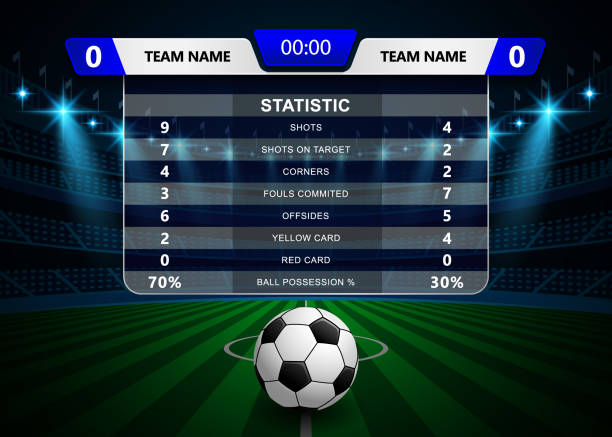 0 TEAM NAME 00:00 TEAM NAME 0
STATISTIC
9 SHOTS 4
7 SHOTS ON TARGET 2
4 CORNERS 2
3 FOULS COMMITED 7
6 OFFSIDES 5
2 YELLOW CARD 4
0 RED CARD 0
70% BALL POSSESSION % 30%